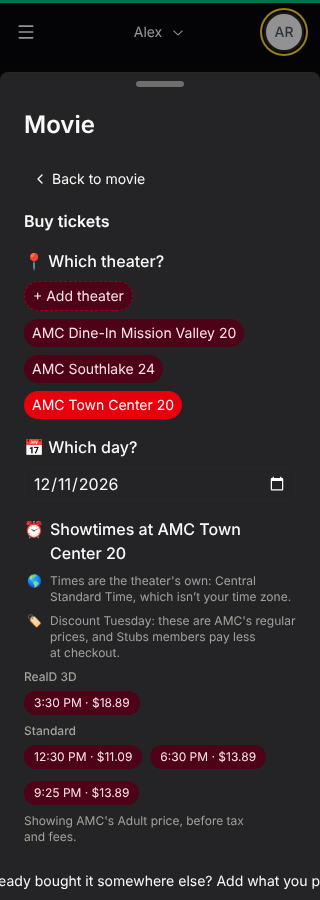 Alex
AR
Movie
Back to movie
Buy tickets
📍 Which theater?
+ Add theater
AMC Dine-In Mission Valley 20
AMC Southlake 24
AMC Town Center 20
📅 Which day?
12/11/2026
⏰ Showtimes at AMC Town
Center 20
🌎 Times are the theater's own: Central
Standard Time, which isn't your time zone.
🏷️ Discount Tuesday: these are AMC's regular
prices, and Stubs members pay less
at checkout.
RealD 3D
3:30 PM · $18.89
Standard
12:30 PM · $11.09 6:30 PM · $13.89
9:25 PM · $13.89
Showing AMC's Adult price, before tax
and fees.
eady bought it somewhere else? Add what you p